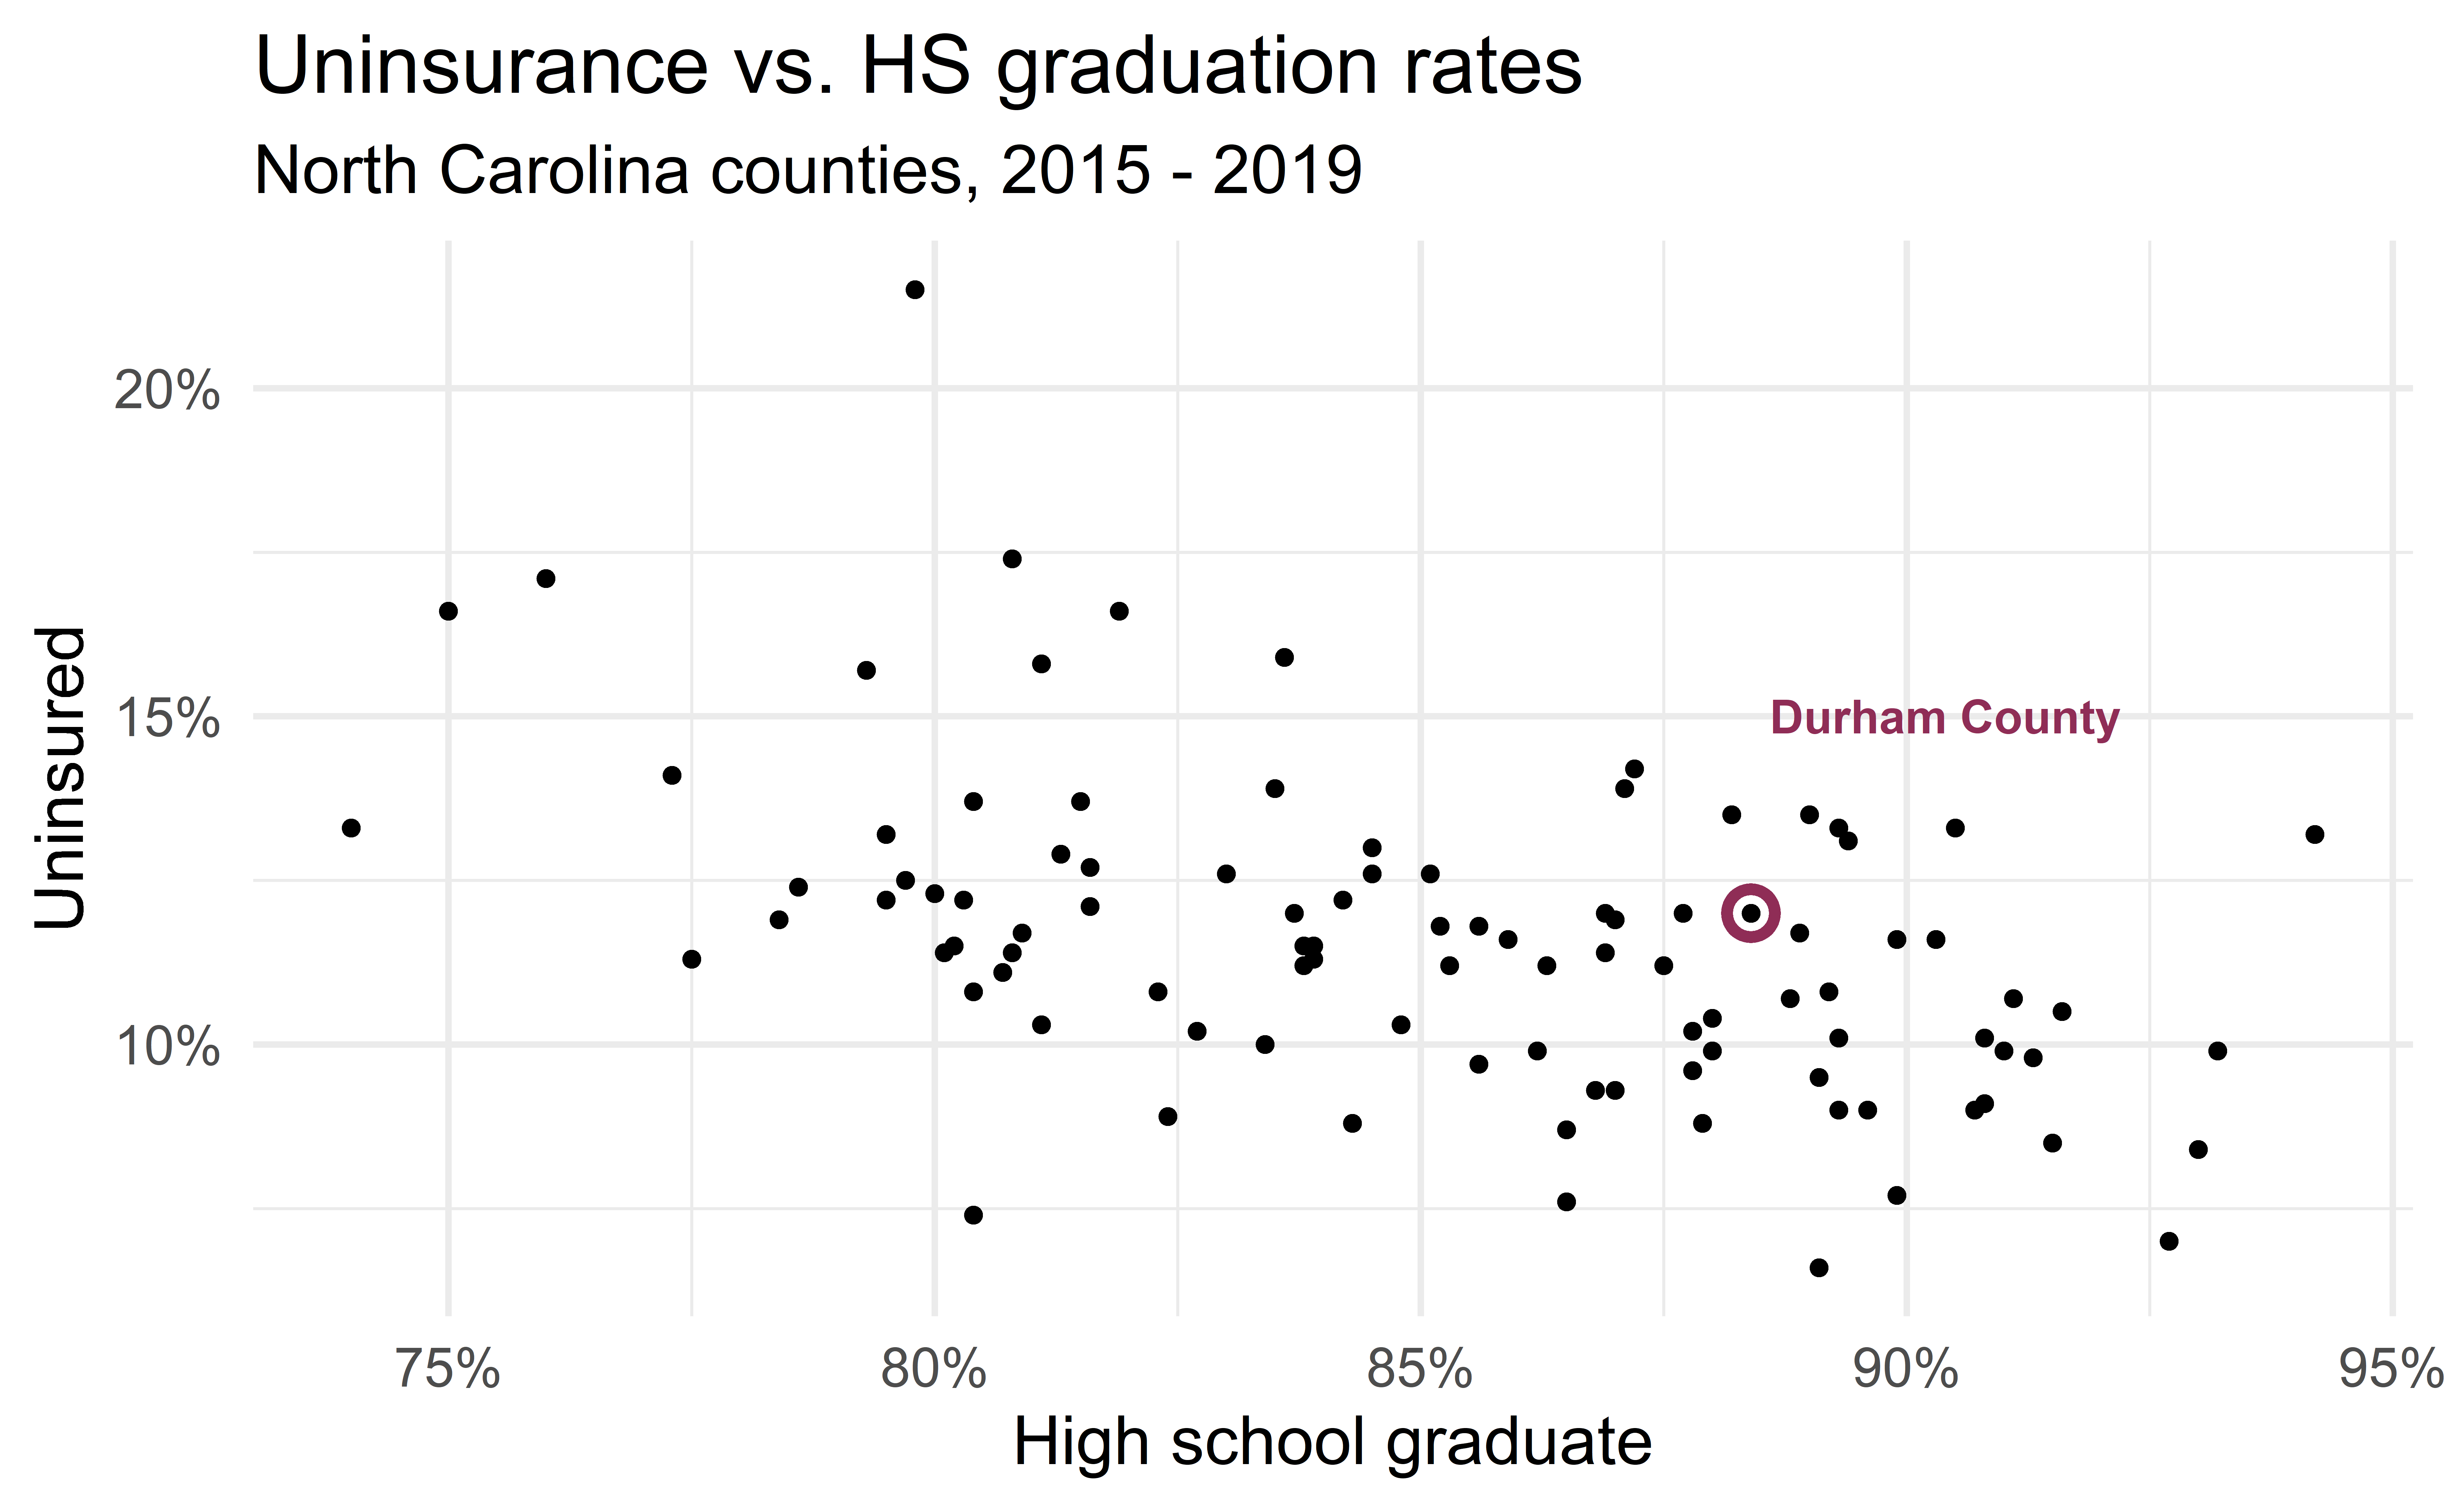 Uninsurance vs. HS graduation rates
North Carolina counties, 2015 - 2019
20%
15%
10%
Uninsured
Durham County
75% 80% 85% 90% 95%
High school graduate